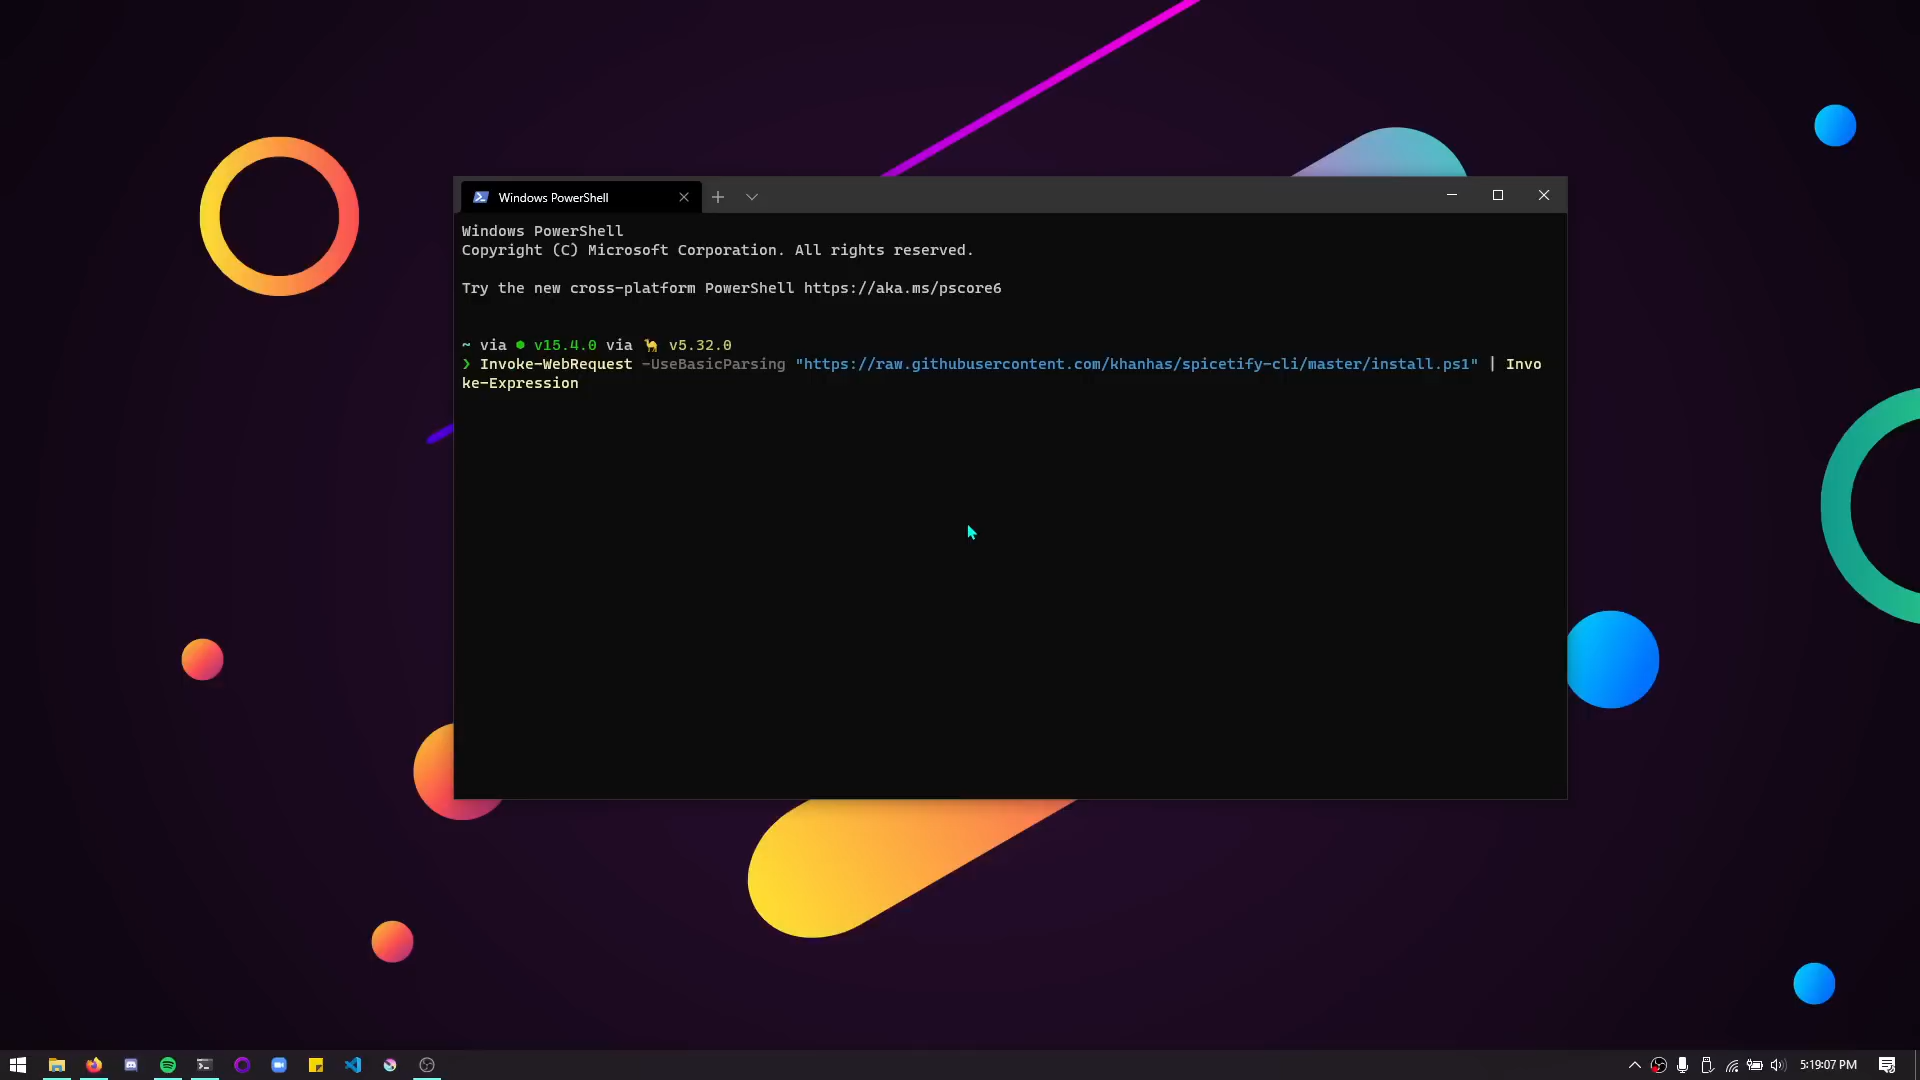 Windows PowerShell
Windows PowerShell
Copyright (C) Microsoft Corporation. All rights reserved.
Try the new cross-platform PowerShell https://aka.ms/pscore6
~ via ⬢ v15.4.0 via 🐪 v5.32.0
❯ Invoke-WebRequest -UseBasicParsing "https://raw.githubusercontent.com/khanhas/spicetify-cli/master/install.ps1" | Invo
ke-Expression
5:19:07 PM